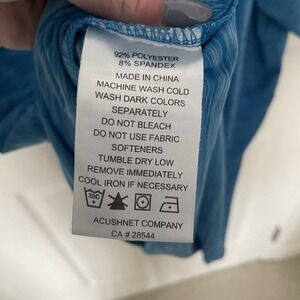 92% POLYESTER
8% SPANDEX
MADE IN CHINA
MACHINE WASH COLD
WASH DARK COLORS
SEPARATELY
DO NOT BLEACH
DO NOT USE FABRIC
SOFTENERS
TUMBLE DRY LOW
REMOVE IMMEDIATELY
COOL IRON IF NECESSARY
30C
ACUSHNET COMPANY
CA # 28544